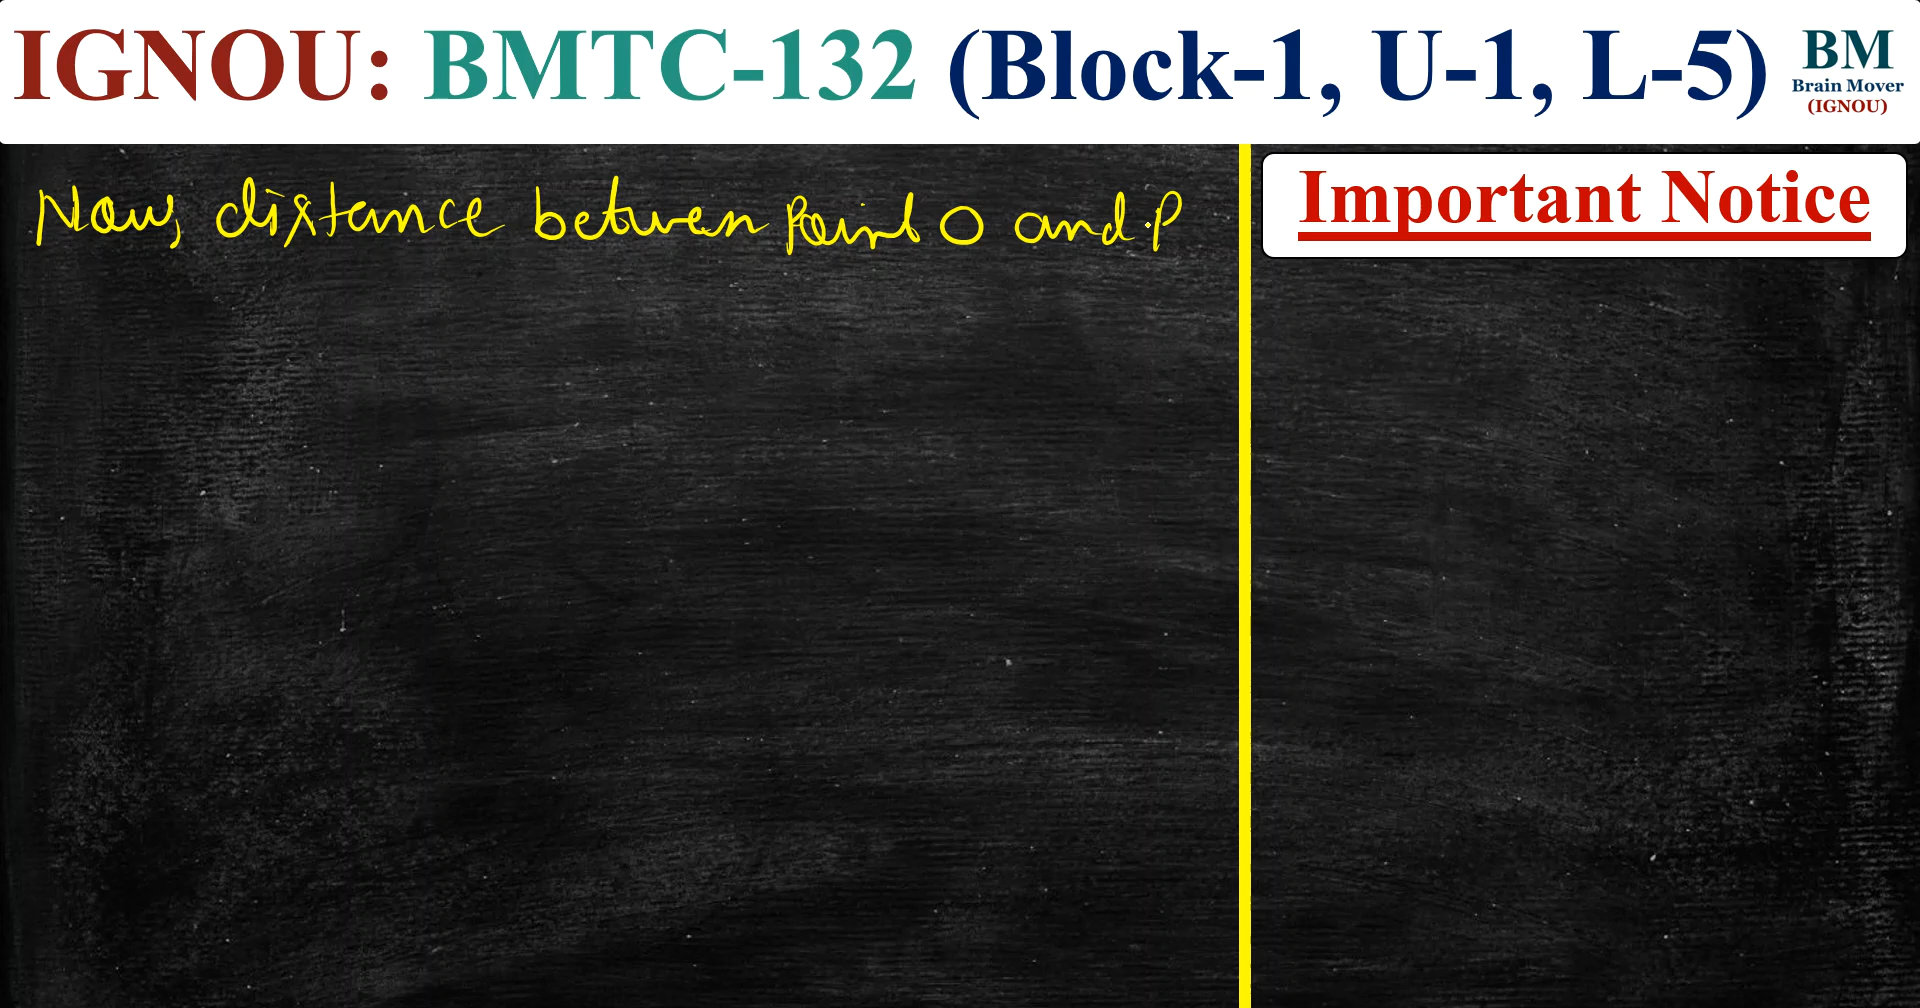 IGNOU: BMTC-132 (Block-1, U-1, L-5)
BM
Brain Mover
(IGNOU)
Now, distance between point O and P
Important Notice